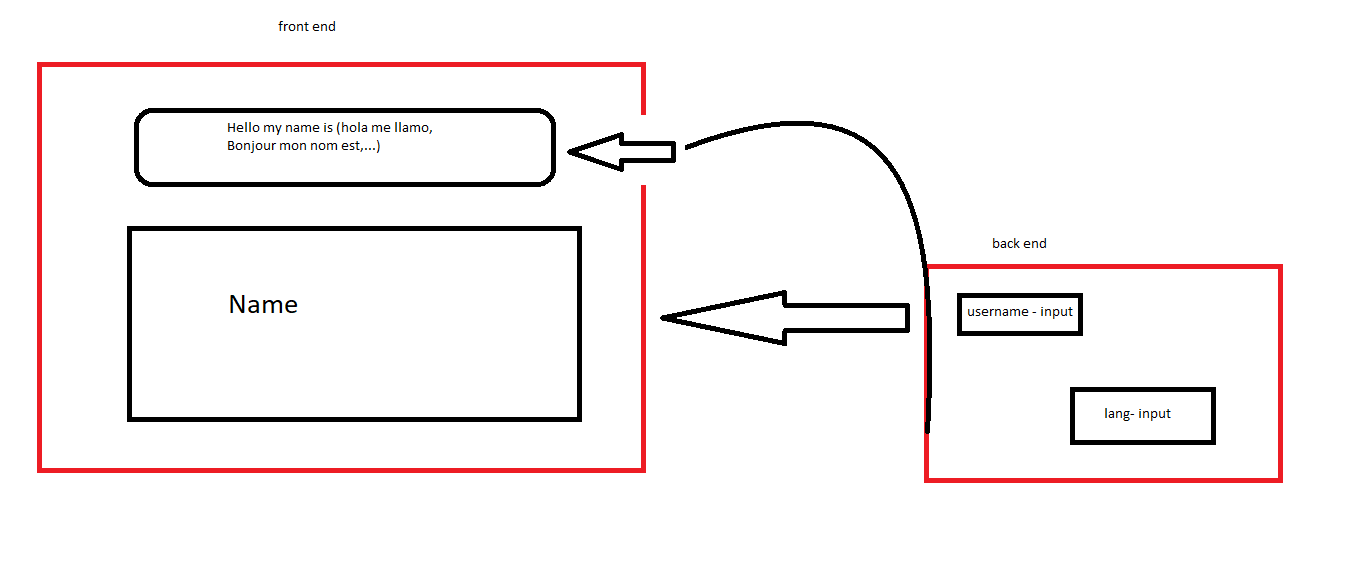 front end
Hello my name is (hola me llamo,
Bonjour mon nom est,...)
Name
back end
username - input
lang- input